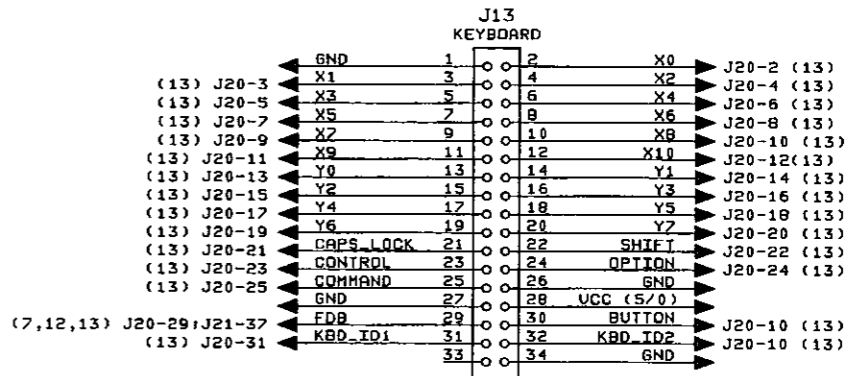 J13
KEYBOARD
GND 1 2 X0 J20-2 (13)
(13) J20-3 X1 3 4 X2 J20-4 (13)
(13) J20-5 X3 5 6 X4 J20-6 (13)
(13) J20-7 X5 7 8 X6 J20-8 (13)
(13) J20-9 X7 9 10 X8 J20-10 (13)
(13) J20-11 X9 11 12 X10 J20-12(13)
(13) J20-13 Y0 13 14 Y1 J20-14 (13)
(13) J20-15 Y2 15 16 Y3 J20-16 (13)
(13) J20-17 Y4 17 18 Y5 J20-18 (13)
(13) J20-19 Y6 19 20 Y7 J20-20 (13)
(13) J20-21 CAPS_LOCK 21 22 SHIFT J20-22 (13)
(13) J20-23 CONTROL 23 24 OPTION J20-24 (13)
(13) J20-25 COMMAND 25 26 GND
GND 27 28 VCC (5/0)
(7,12,13) J20-29;J21-37 FDB 29 30 BUTTON J20-10 (13)
(13) J20-31 KBD_ID1 31 32 KBD_ID2 J20-10 (13)
33 34 GND